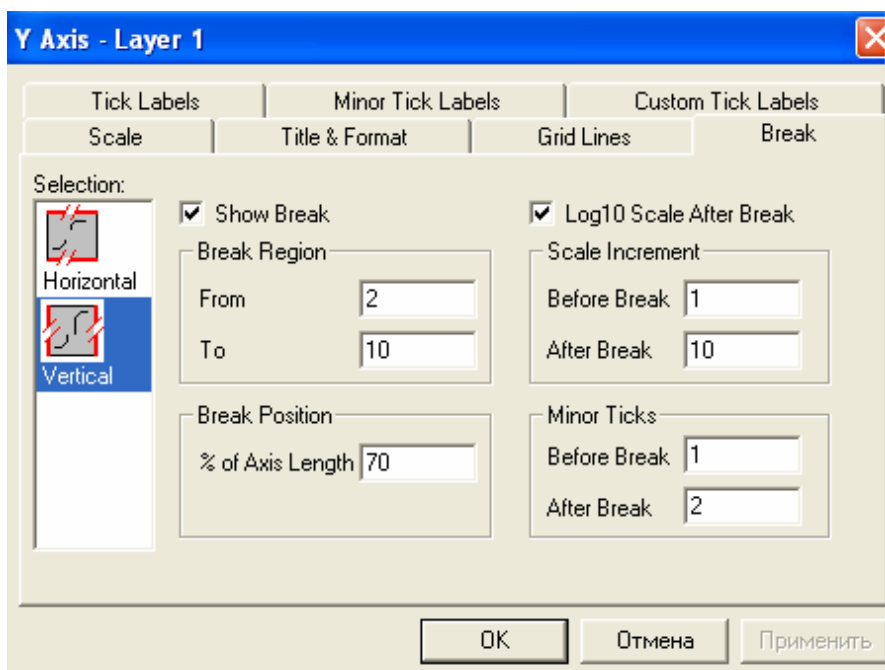 Y Axis - Layer 1
Tick Labels Minor Tick Labels Custom Tick Labels
Scale Title & Format Grid Lines Break
Selection:
Horizontal
Vertical
Show Break
Break Region
From 2
To 10
Break Position
% of Axis Length 70
Log10 Scale After Break
Scale Increment
Before Break 1
After Break 10
Minor Ticks
Before Break 1
After Break 2
OK Отмена Применить